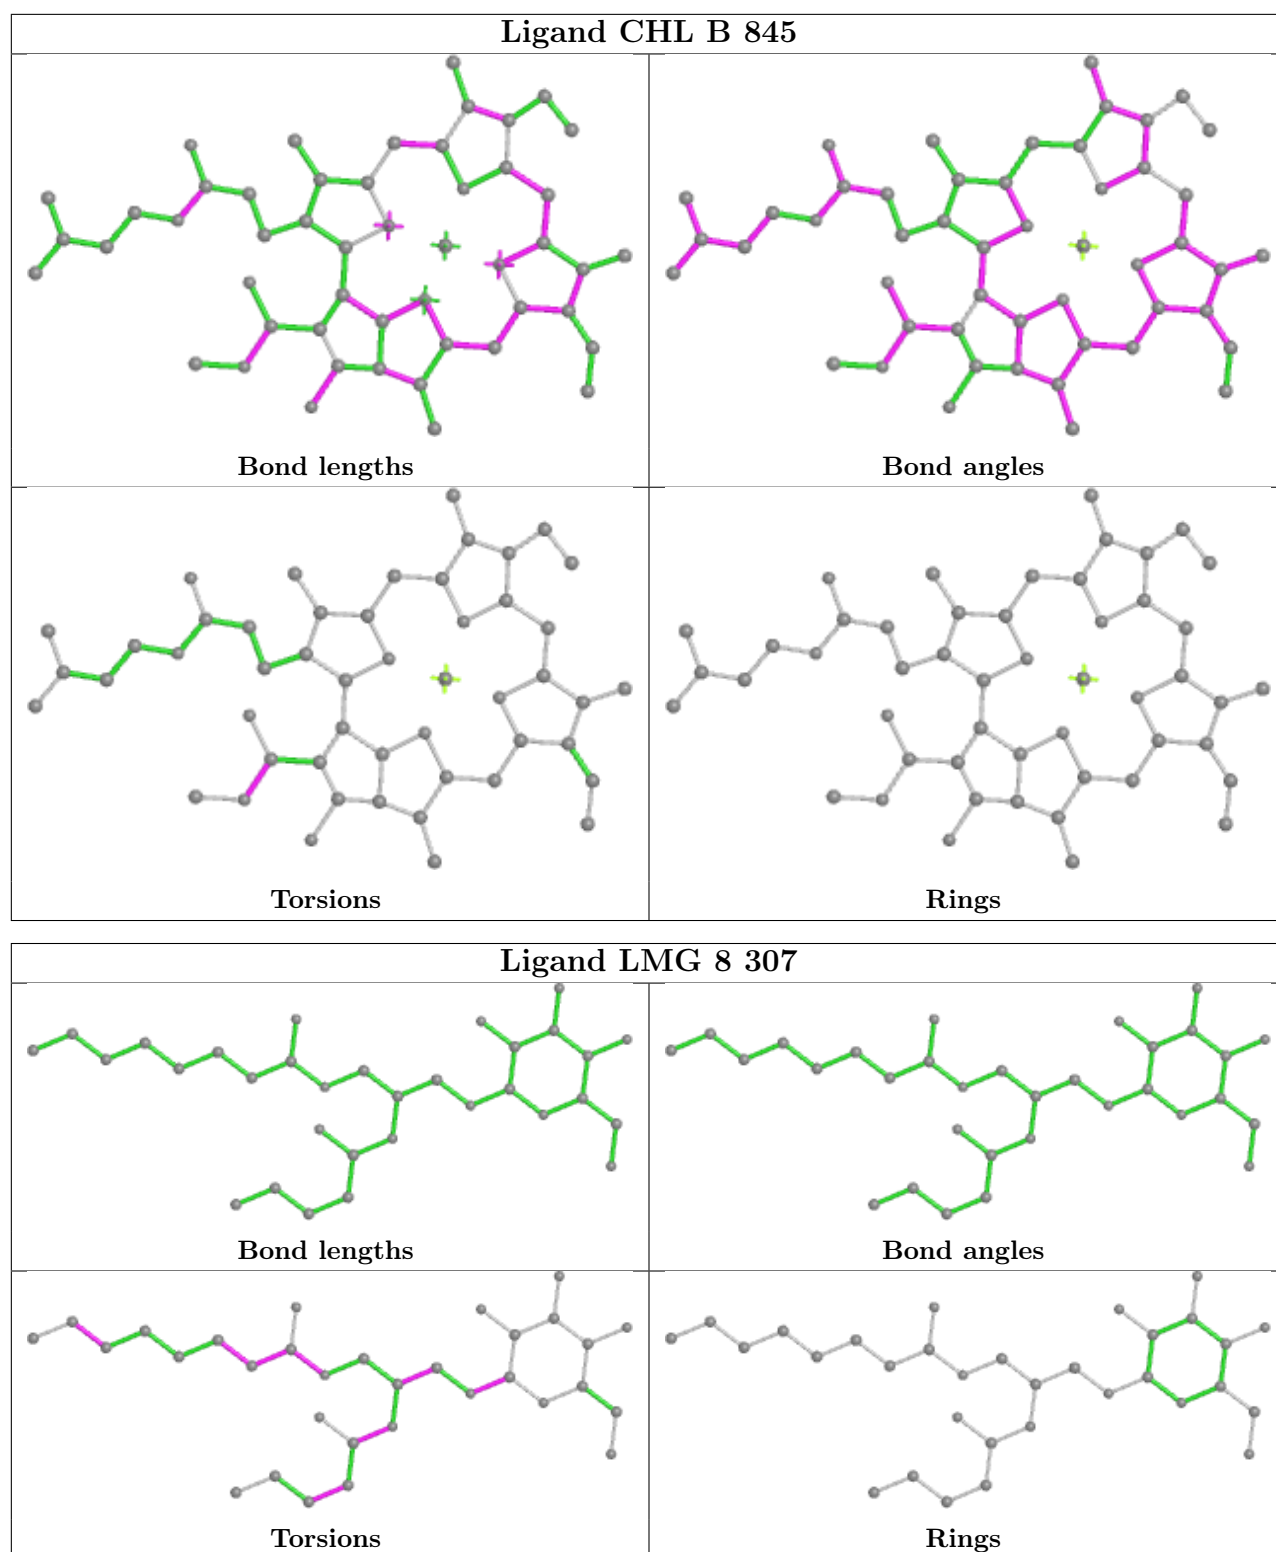 Ligand CHL B 845
Bond lengths
Bond angles
Torsions
Rings
Ligand LMG 8 307
Bond lengths
Bond angles
Torsions
Rings